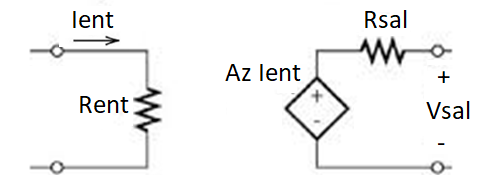 Ient
Rsal
Az Ient
+
-
Rent
+
Vsal
-